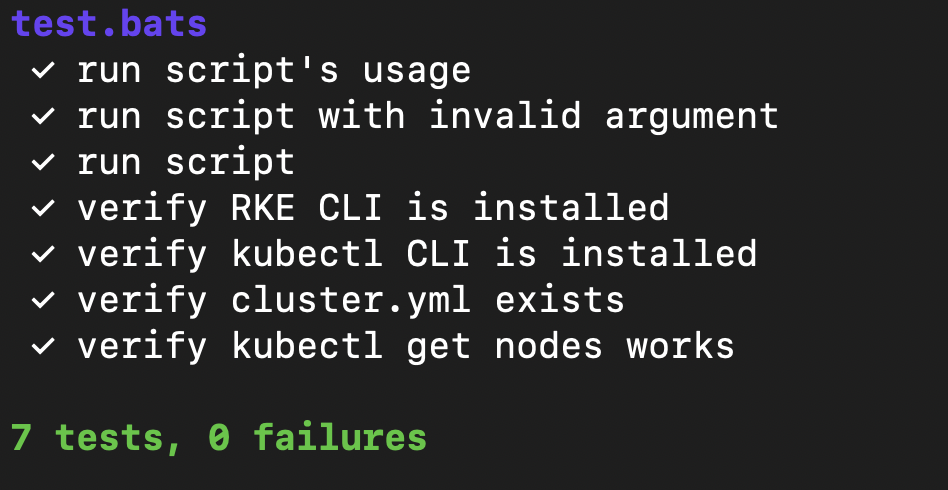 test.bats
✓ run script's usage
✓ run script with invalid argument
✓ run script
✓ verify RKE CLI is installed
✓ verify kubectl CLI is installed
✓ verify cluster.yml exists
✓ verify kubectl get nodes works
7 tests, 0 failures